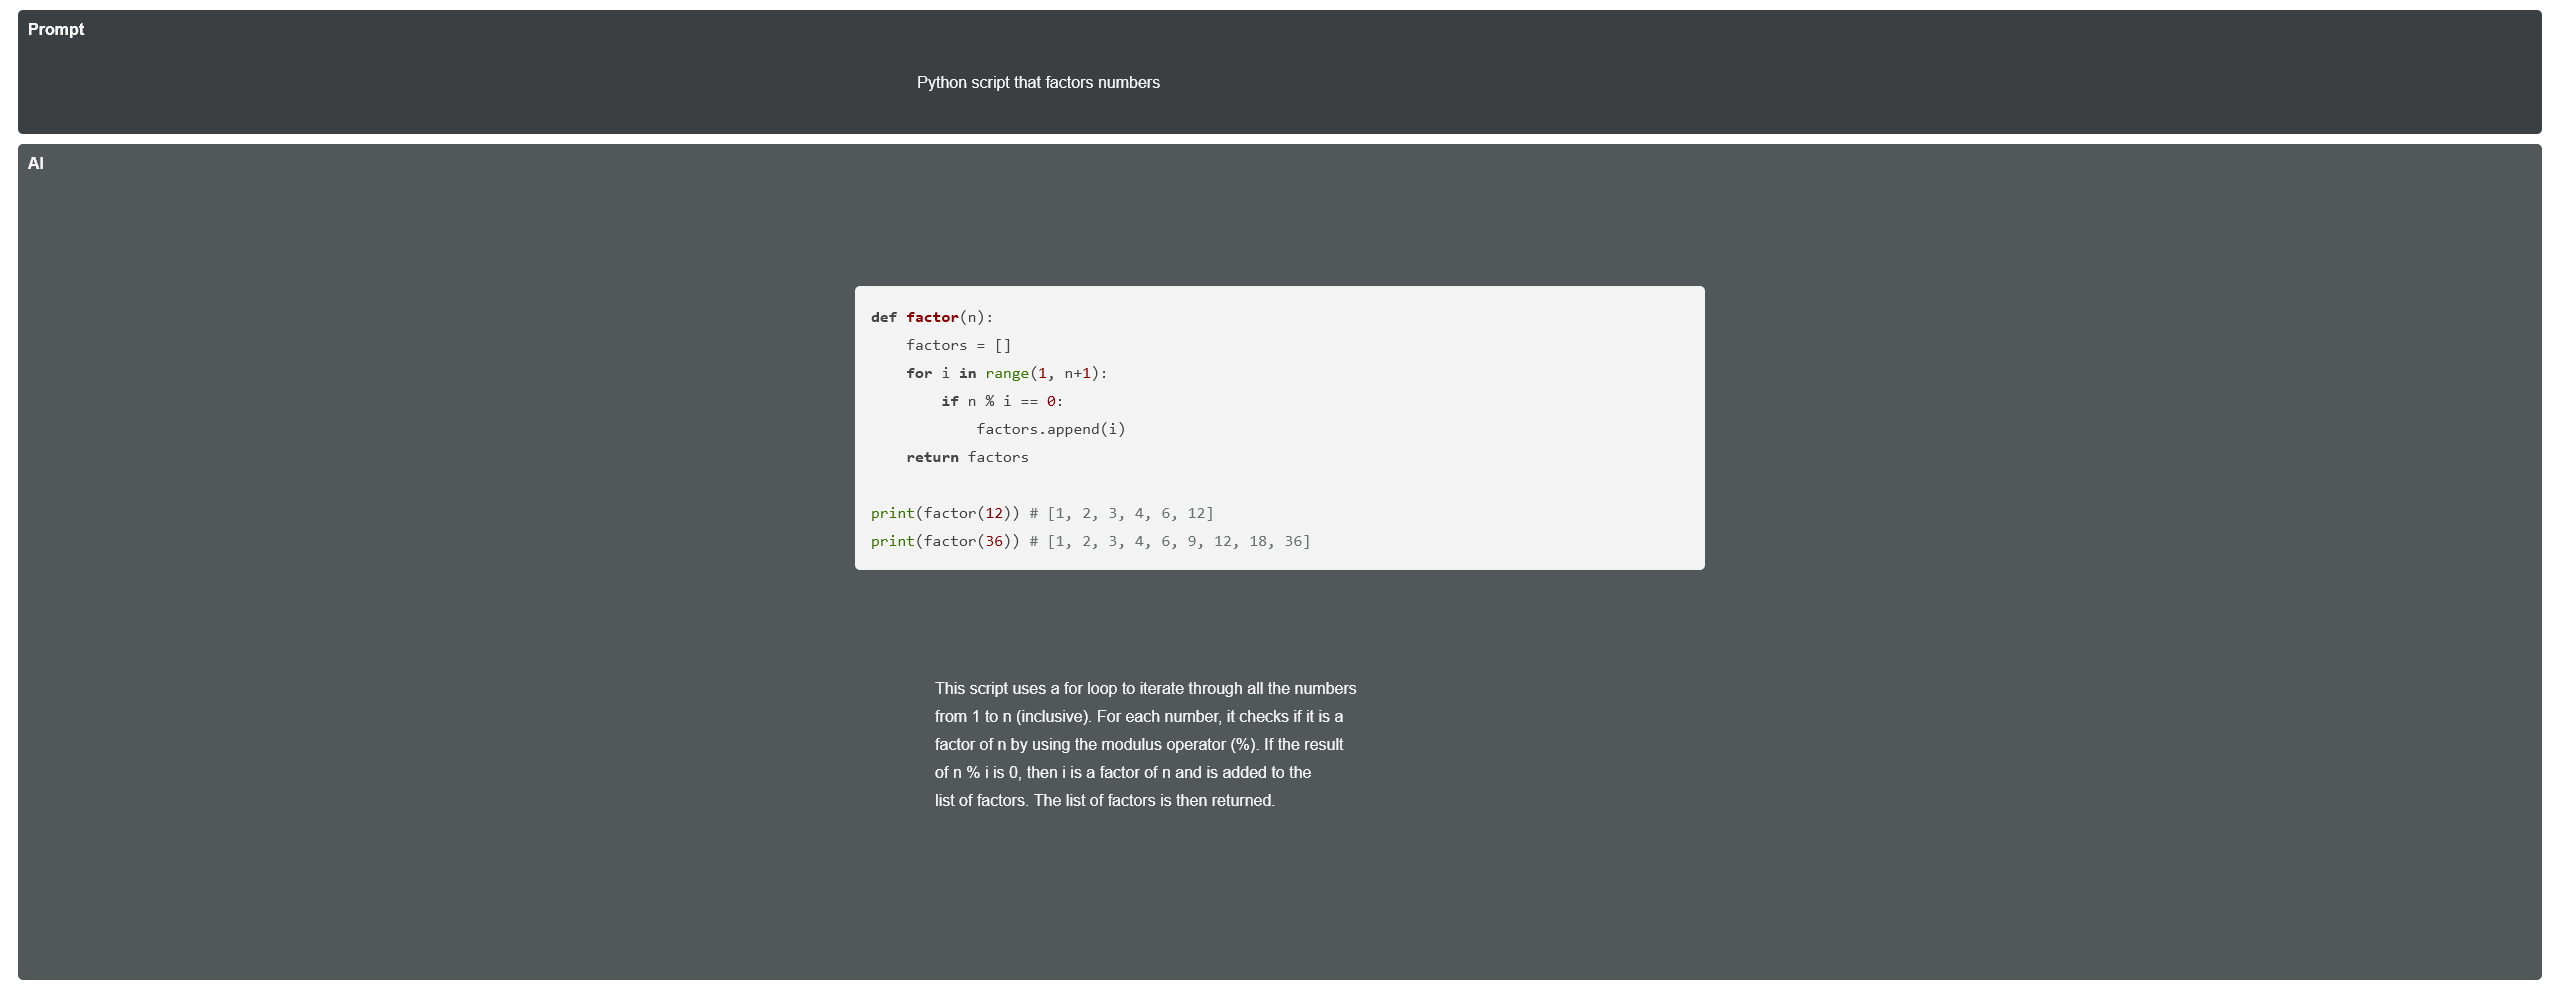 Prompt
Python script that factors numbers
AI
def factor(n):
    factors = []
    for i in range(1, n+1):
        if n % i == 0:
            factors.append(i)
    return factors
print(factor(12)) # [1, 2, 3, 4, 6, 12]
print(factor(36)) # [1, 2, 3, 4, 6, 9, 12, 18, 36]
This script uses a for loop to iterate through all the numbers
from 1 to n (inclusive). For each number, it checks if it is a
factor of n by using the modulus operator (%). If the result
of n % i is 0, then i is a factor of n and is added to the
list of factors. The list of factors is then returned.